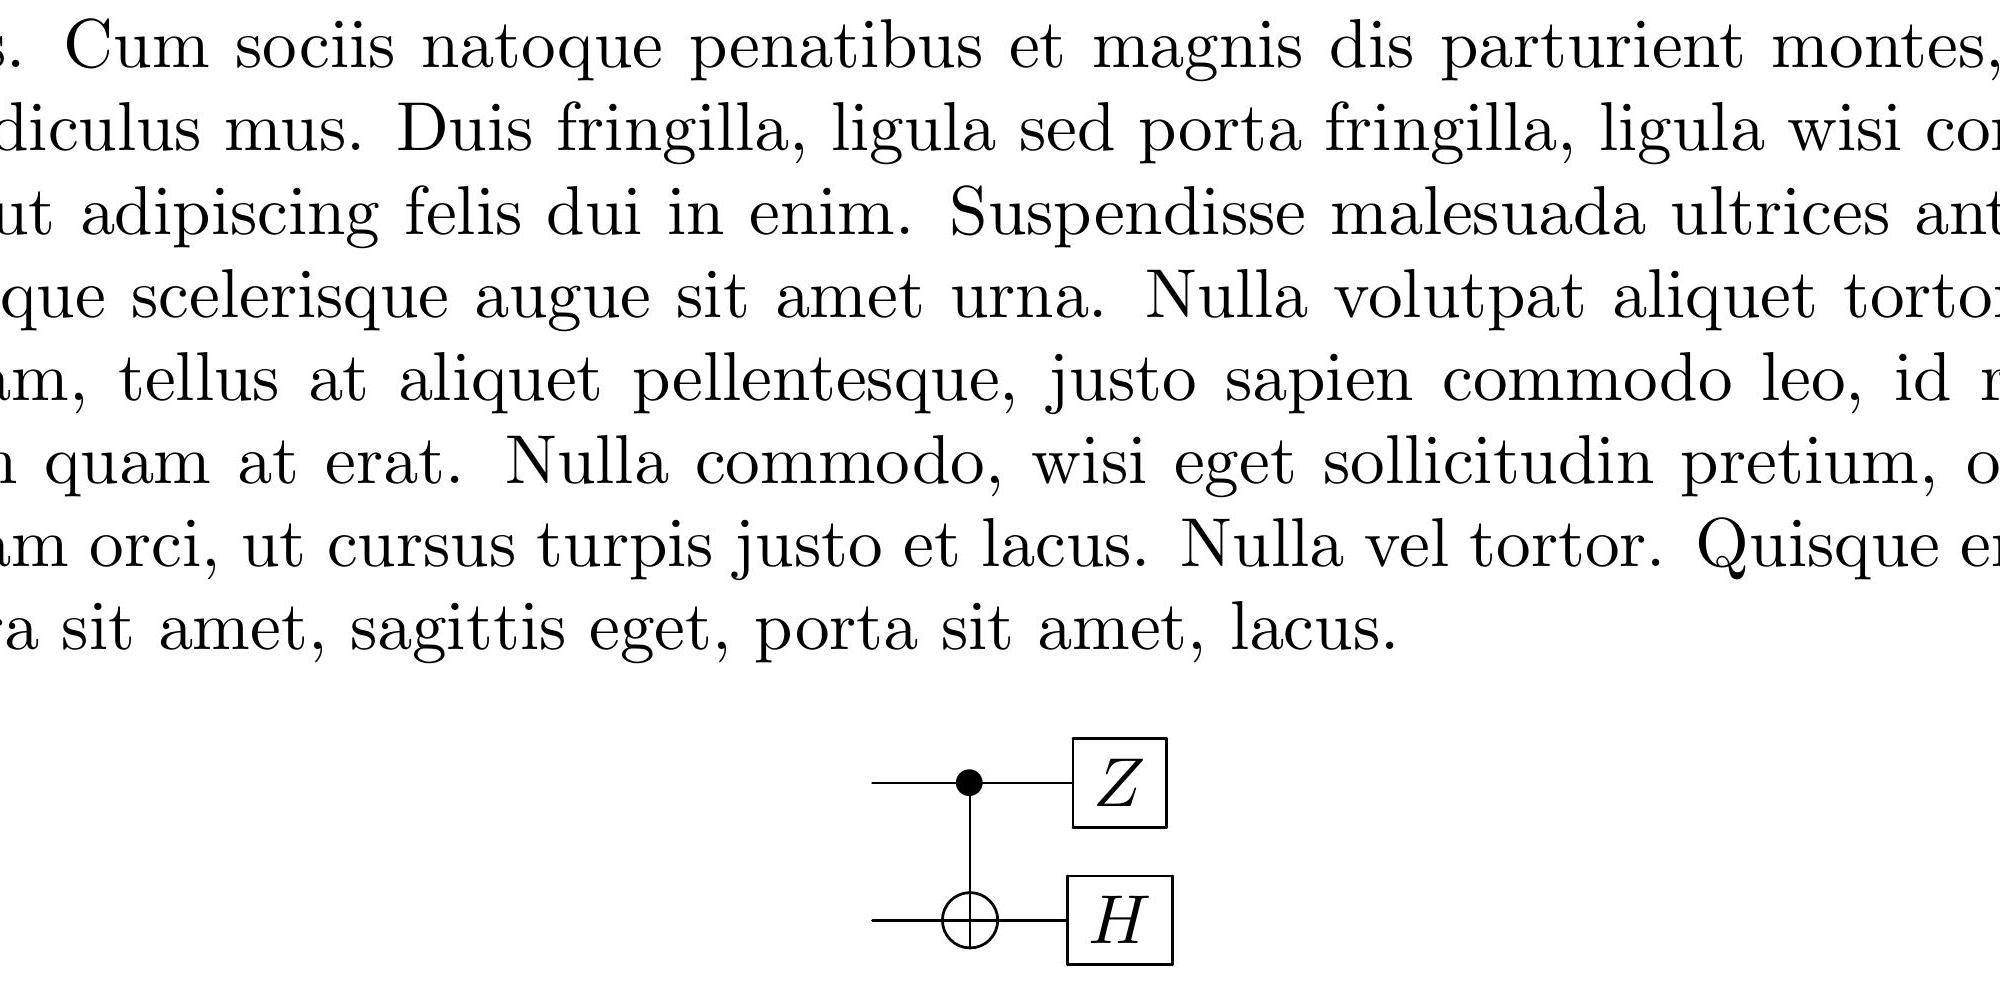 s. Cum sociis natoque penatibus et magnis dis parturient montes,
diculus mus. Duis fringilla, ligula sed porta fringilla, ligula wisi con
ut adipiscing felis dui in enim. Suspendisse malesuada ultrices ant
que scelerisque augue sit amet urna. Nulla volutpat aliquet tortor
am, tellus at aliquet pellentesque, justo sapien commodo leo, id r
quam at erat. Nulla commodo, wisi eget sollicitudin pretium, o
am orci, ut cursus turpis justo et lacus. Nulla vel tortor. Quisque er
a sit amet, sagittis eget, porta sit amet, lacus.
Z
H